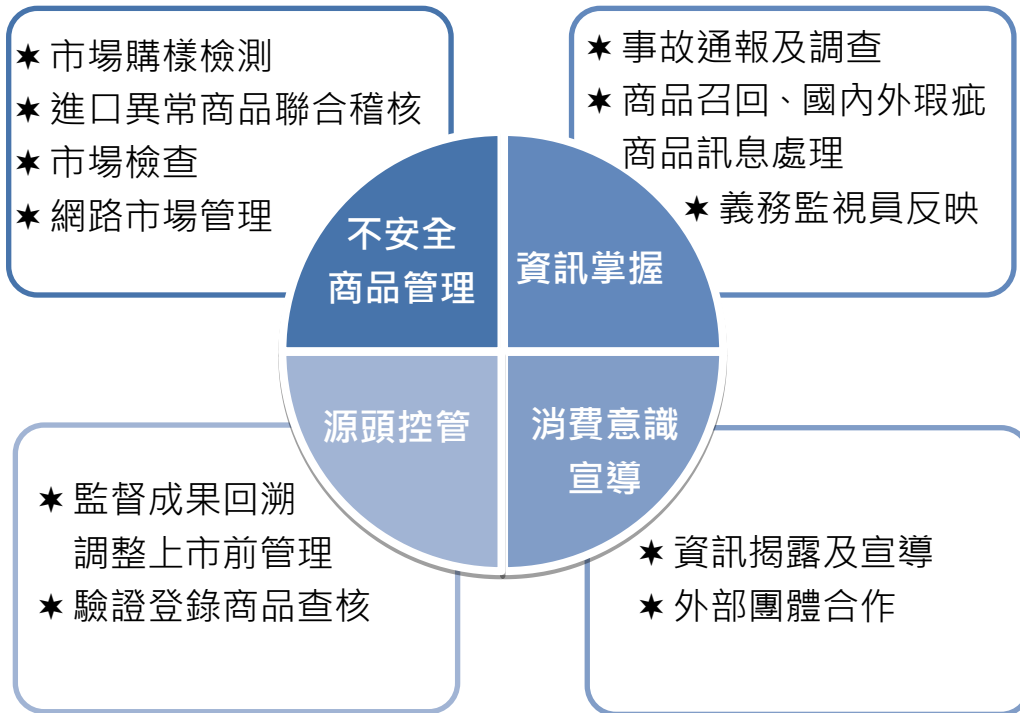 ★ 市場購樣檢測
★ 進口異常商品聯合稽核
★ 市場檢查
★ 網路市場管理
★ 事故通報及調查
★ 商品召回、國內外瑕疵
商品訊息處理
★ 義務監視員反映
不安全
商品管理
資訊掌握
源頭控管
消費意識
宣導
★ 監督成果回溯
調整上市前管理
★ 驗證登錄商品查核
★ 資訊揭露及宣導
★ 外部團體合作